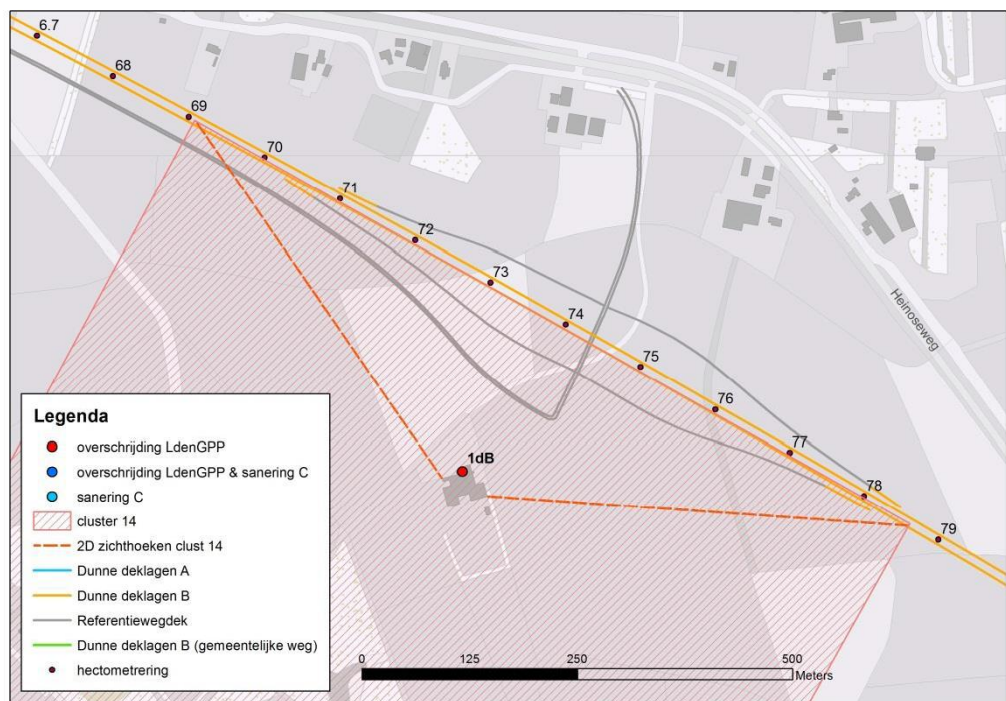 6.7
68
69
70
71
72
73
74
75
76
77
78
79
Heinoseweg
1dB
Legenda
overschrijding LdenGPP
overschrijding LdenGPP & sanering C
sanering C
cluster 14
2D zichthoeken clust 14
Dunne deklagen A
Dunne deklagen B
Referentiewegdek
Dunne deklagen B (gemeentelijke weg)
hectometrering
0 125 250 500
Meters